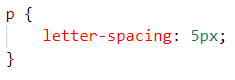 p {
    letter-spacing: 5px;
}